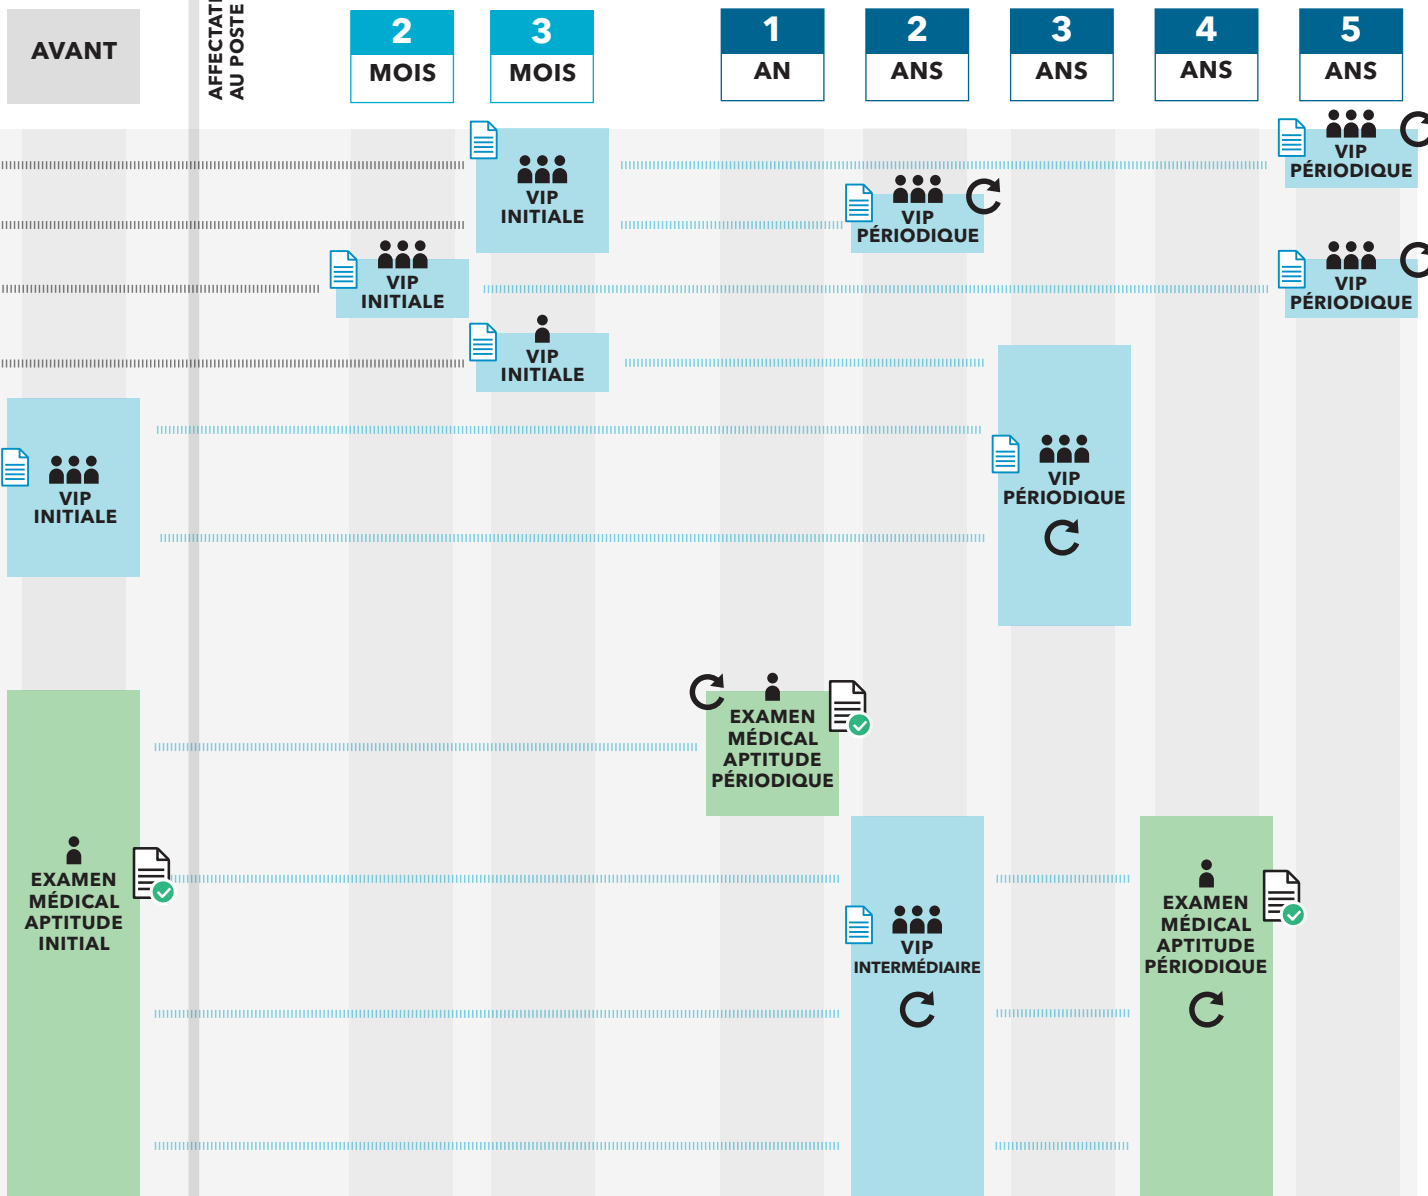 AVANT
AU POSTE
2
MOIS
3
MOIS
1
AN
2
ANS
3
ANS
4
ANS
5
ANS
VIP
INITIALE
VIP
PÉRIODIQUE
VIP
PÉRIODIQUE
VIP
INITIALE
VIP
PÉRIODIQUE
VIP
INITIALE
VIP
INITIALE
VIP
PÉRIODIQUE
EXAMEN
MÉDICAL
APTITUDE
PÉRIODIQUE
EXAMEN
MÉDICAL
APTITUDE
INITIAL
VIP
INTERMÉDIAIRE
EXAMEN
MÉDICAL
APTITUDE
PÉRIODIQUE